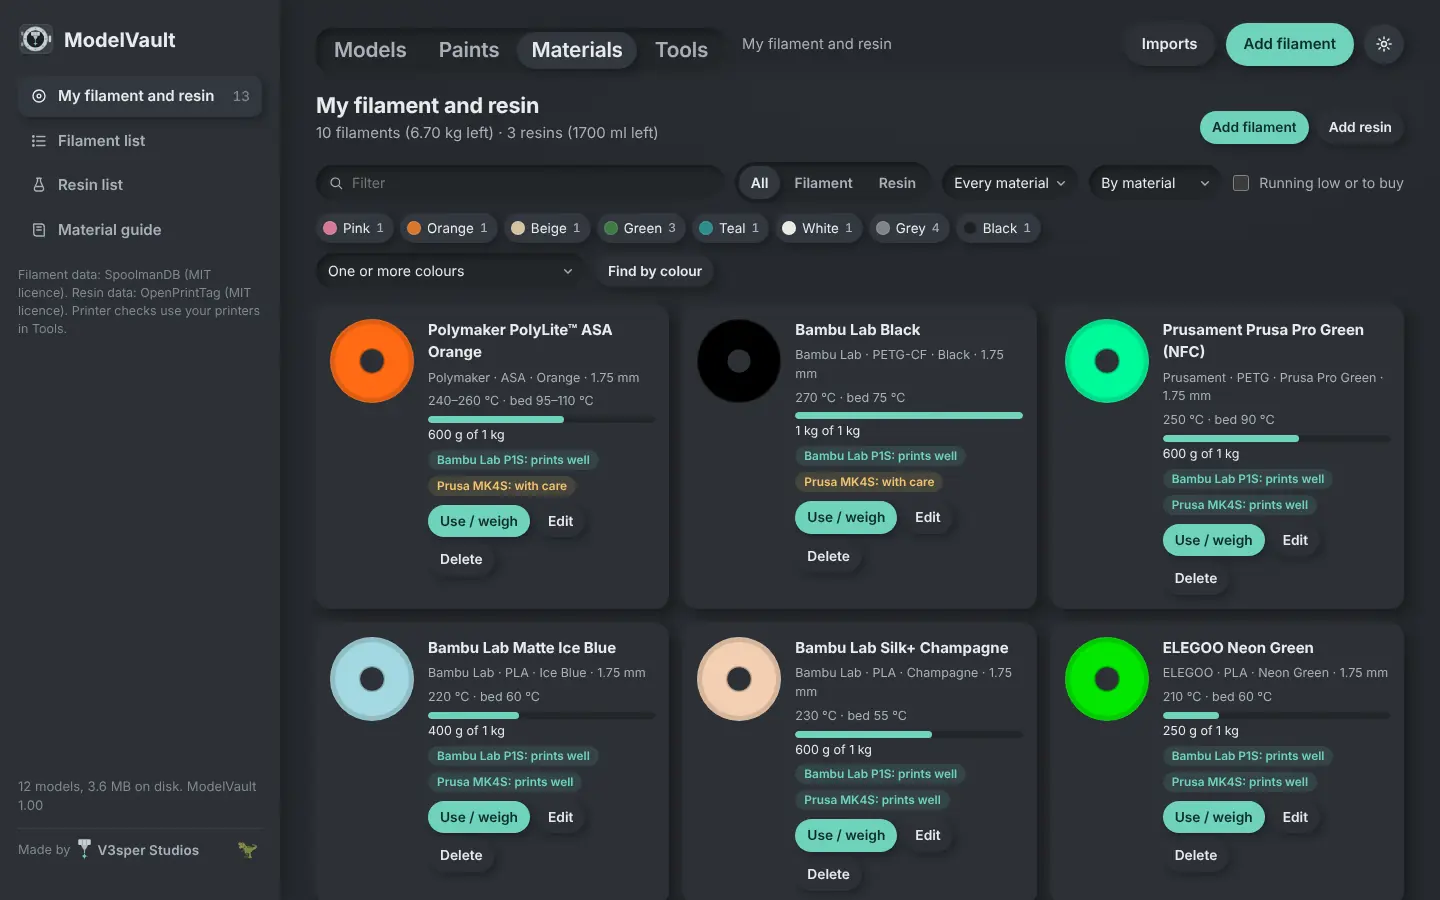 ModelVault
My filament and resin 13
Filament list
Resin list
Material guide
Filament data: SpoolmanDB (MIT
licence). Resin data: OpenPrintTag (MIT
licence). Printer checks use your printers
in Tools.
12 models, 3.6 MB on disk. ModelVault
1.00
Made by V3sper Studios
Models Paints Materials Tools My filament and resin Imports Add filament
My filament and resin
10 filaments (6.70 kg left) · 3 resins (1700 ml left)
Add filament Add resin
Filter All Filament Resin Every material By material Running low or to buy
Pink 1 Orange 1 Beige 1 Green 3 Teal 1 White 1 Grey 4 Black 1
One or more colours Find by colour
Polymaker PolyLite™ ASA
Orange
Polymaker · ASA · Orange · 1.75 mm
240–260 °C · bed 95–110 °C
600 g of 1 kg
Bambu Lab P1S: prints well
Prusa MK4S: with care
Use / weigh Edit
Delete
Bambu Lab Black
Bambu Lab · PETG-CF · Black · 1.75
mm
270 °C · bed 75 °C
1 kg of 1 kg
Bambu Lab P1S: prints well
Prusa MK4S: with care
Use / weigh Edit
Delete
Prusament Prusa Pro Green
(NFC)
Prusament · PETG · Prusa Pro Green ·
1.75 mm
250 °C · bed 90 °C
600 g of 1 kg
Bambu Lab P1S: prints well
Prusa MK4S: prints well
Use / weigh Edit
Delete
Bambu Lab Matte Ice Blue
Bambu Lab · PLA · Ice Blue · 1.75 mm
220 °C · bed 60 °C
400 g of 1 kg
Bambu Lab P1S: prints well
Prusa MK4S: prints well
Use / weigh Edit
Delete
Bambu Lab Silk+ Champagne
Bambu Lab · PLA · Champagne · 1.75
mm
230 °C · bed 55 °C
600 g of 1 kg
Bambu Lab P1S: prints well
Prusa MK4S: prints well
Use / weigh Edit
Delete
ELEGOO Neon Green
ELEGOO · PLA · Neon Green · 1.75 mm
210 °C · bed 60 °C
250 g of 1 kg
Bambu Lab P1S: prints well
Prusa MK4S: prints well
Use / weigh Edit
Delete